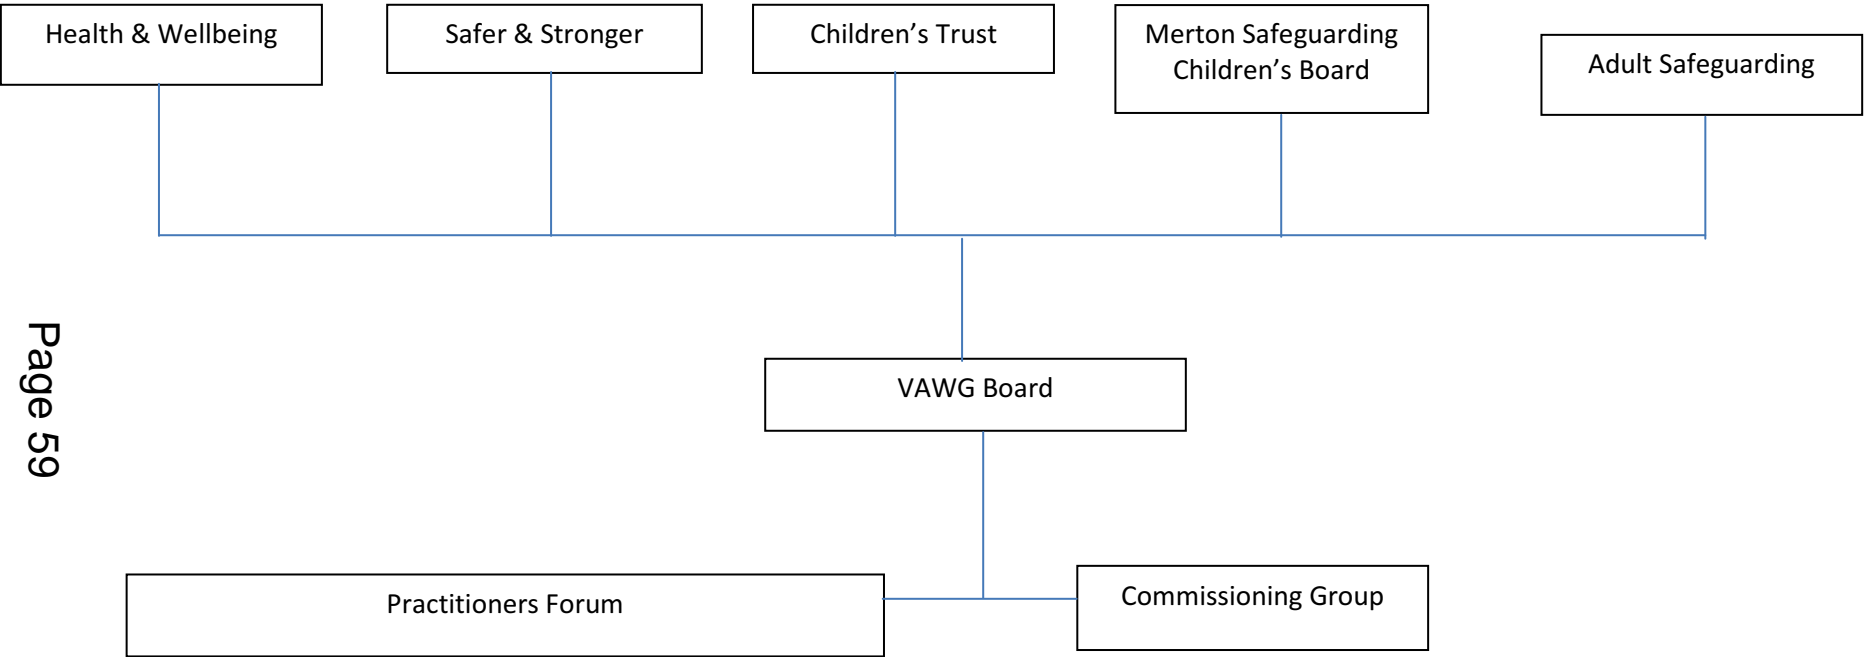 Health & Wellbeing
Safer & Stronger
Children’s Trust
Merton Safeguarding
Children’s Board
Adult Safeguarding
VAWG Board
Practitioners Forum
Commissioning Group
Page 59